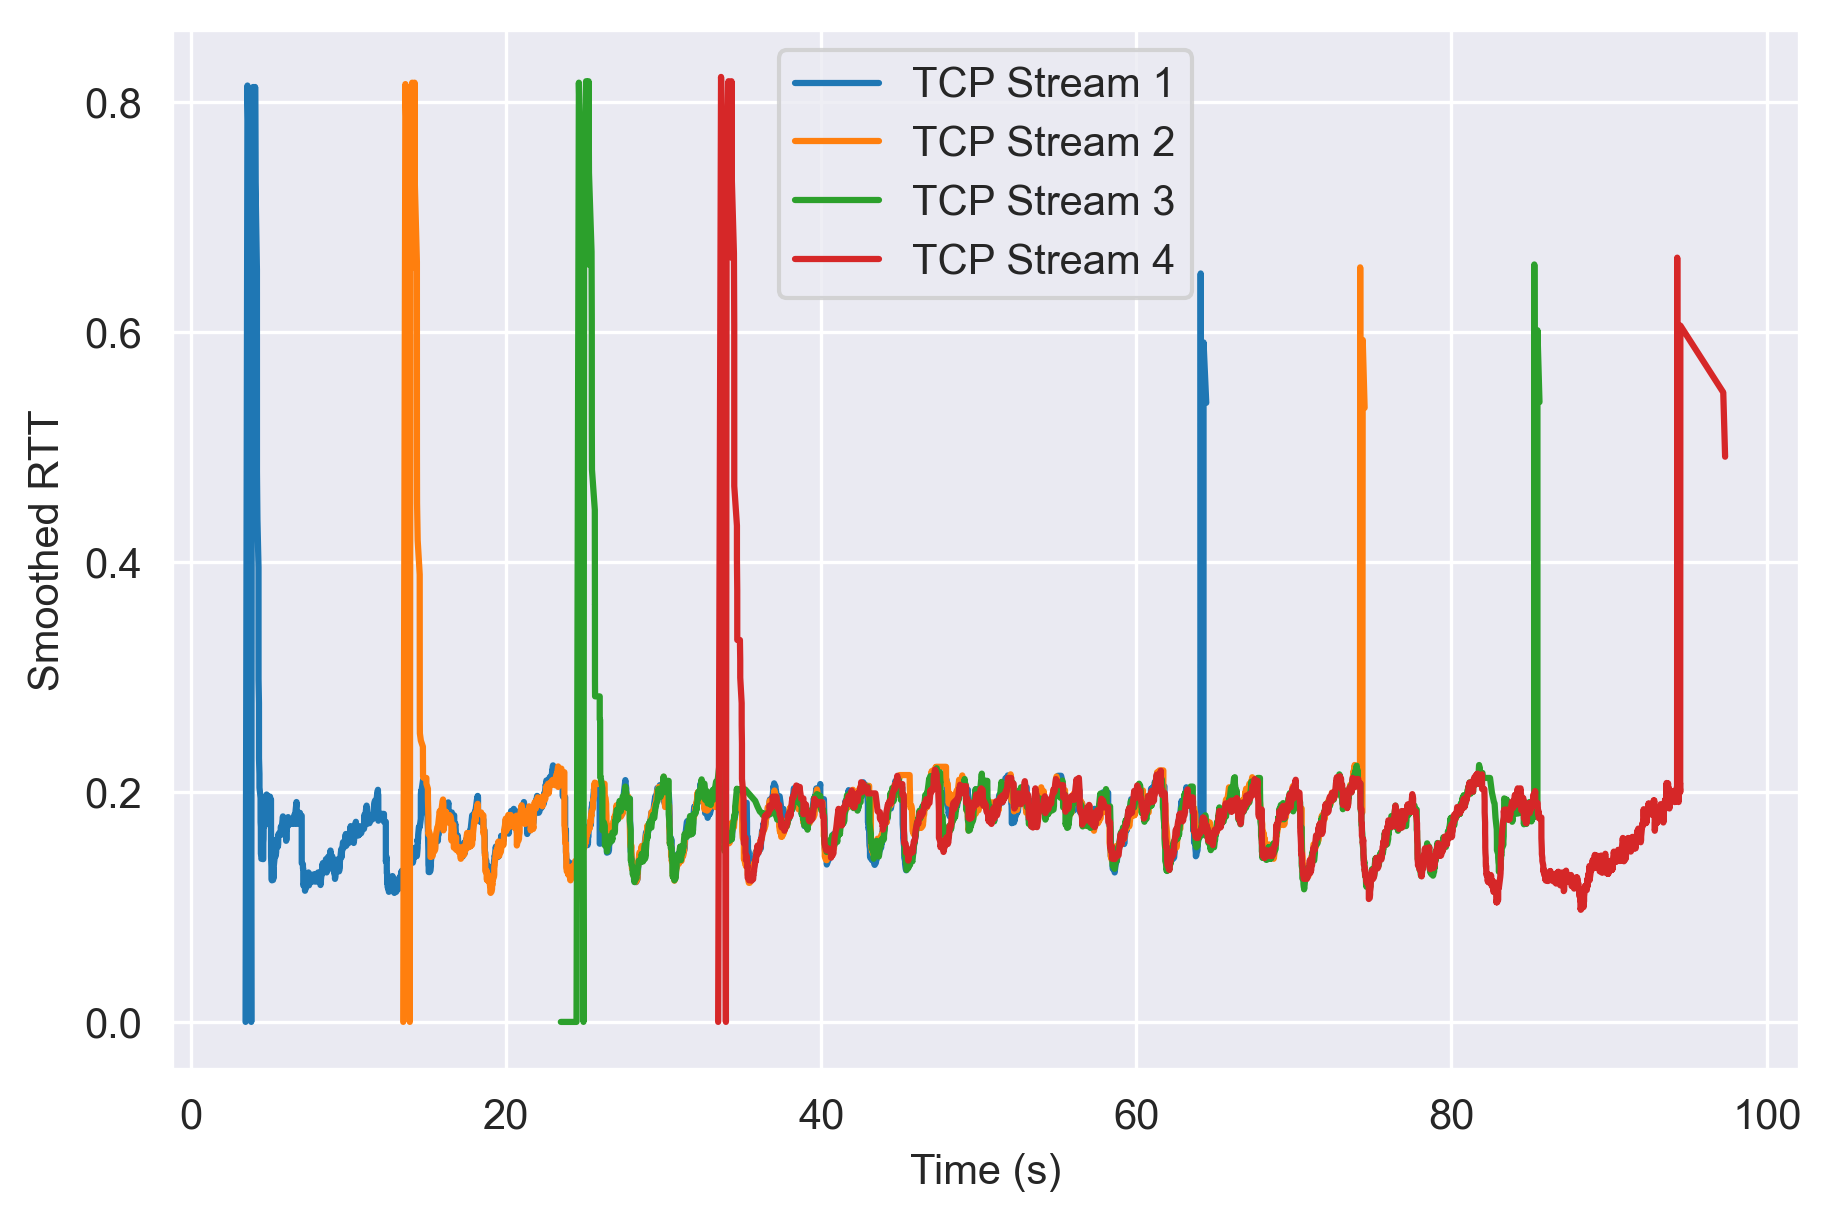 TCP Stream 1
TCP Stream 2
TCP Stream 3
TCP Stream 4
Smoothed RTT
0.8
0.6
0.4
0.2
0.0
0 20 40 60 80 100
Time (s)